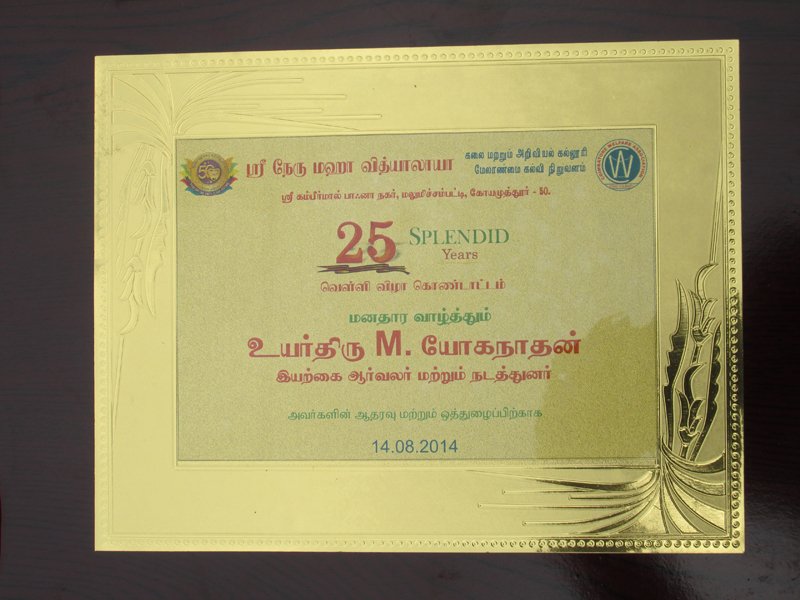 ஸ்ரீ நேரு மஹா வித்யாலயா
கலை மற்றும் அறிவியல் கல்லூரி
மேலாண்மை கல்வி நிறுவனம்
ஸ்ரீ கம்பீர்மால் பாஃனா நகர், மலுமிச்சம்பட்டி, கோயமுத்தூர் - 50.
25 SPLENDID
Years
வெள்ளி விழா கொண்டாட்டம்
மனதார வாழ்த்தும்
உயர்திரு M. யோகநாதன்
இயற்கை ஆர்வலர் மற்றும் நடத்துனர்
அவர்களின் ஆதரவு மற்றும் ஒத்துழைப்பிற்காக
14.08.2014